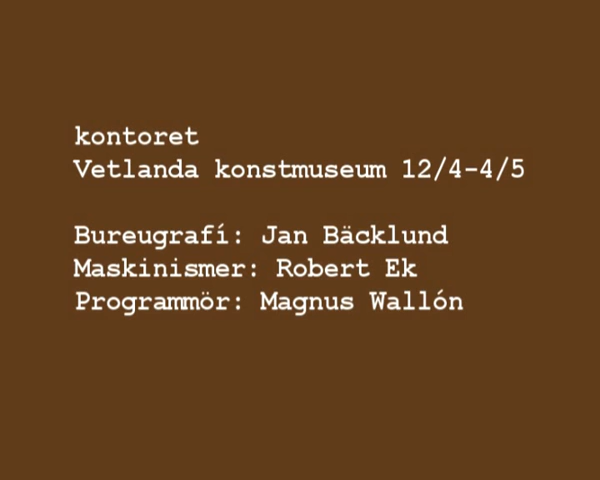 kontoret
Vetlanda konstmuseum 12/4-4/5
Bureugrafí: Jan Bäcklund
Maskinismer: Robert Ek
Programmör: Magnus Wallón